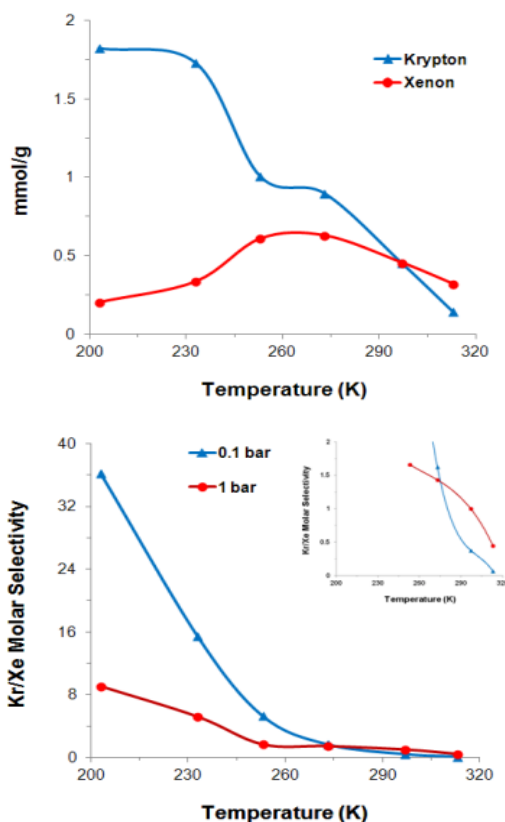 2
1.5
1
0.5
0
mmol/g
Krypton
Xenon
200 230 260 290 320
Temperature (K)
40
32
24
16
8
0
Kr/Xe Molar Selectivity
0.1 bar
1 bar
2
1.5
1
0.5
0
Kr/Xe Molar Selectivity
200 230 260 290 320
Temperature (K)
200 230 260 290 320
Temperature (K)